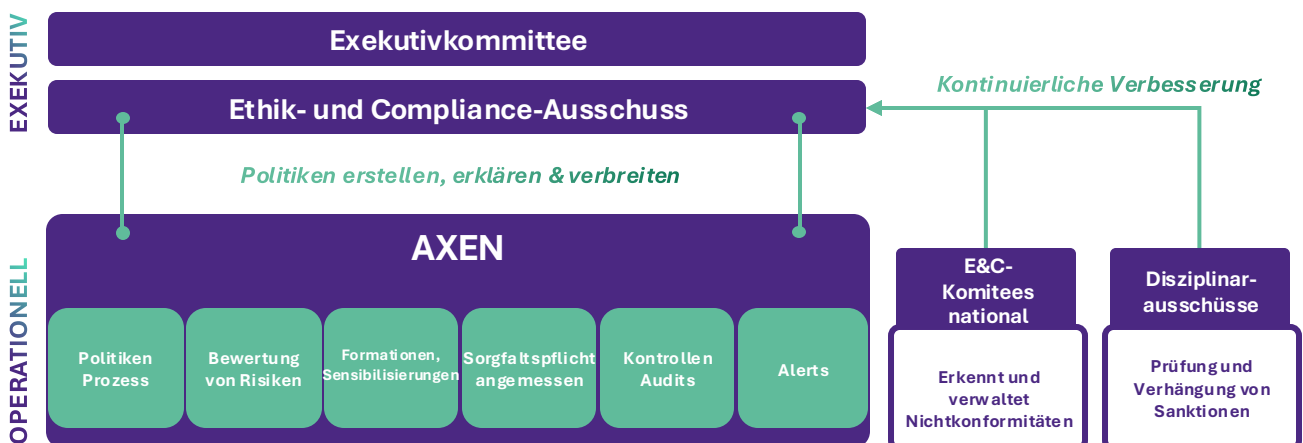 EXEKUTIV
Exekutivkommittee
Ethik- und Compliance-Ausschuss
Kontinuierliche Verbesserung
Politiken erstellen, erklären & verbreiten
OPERATIONELL
AXEN
Politiken
Prozess
Bewertung
von Risiken
Formationen,
Sensibilisierungen
Sorgfaltspflicht
angemessen
Kontrollen
Audits
Alerts
E&C-
Komitees
national
Erkennt und
verwaltet
Nichtkonformitäten
Disziplinar-
ausschüsse
Prüfung und
Verhängung von
Sanktionen